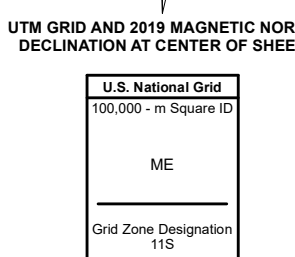 UTM GRID AND 2019 MAGNETIC NOR
DECLINATION AT CENTER OF SHEE
U.S. National Grid
100,000 - m Square ID
ME
Grid Zone Designation
11S